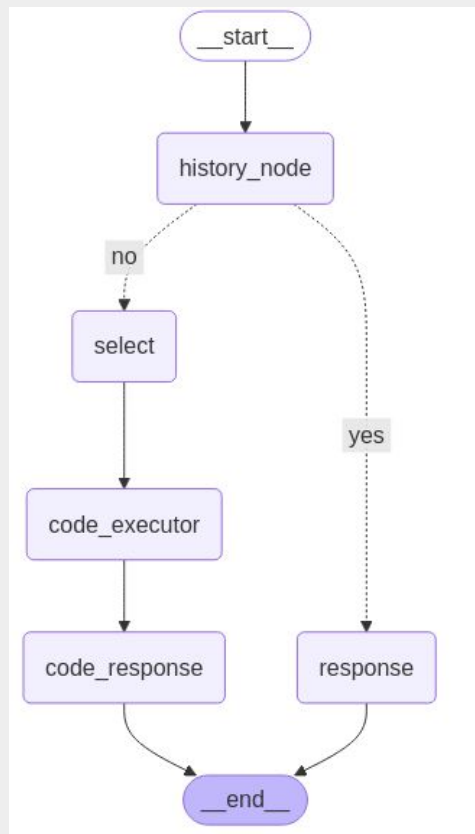 __start__
history_node
no
select
yes
code_executor
code_response
response
__end__